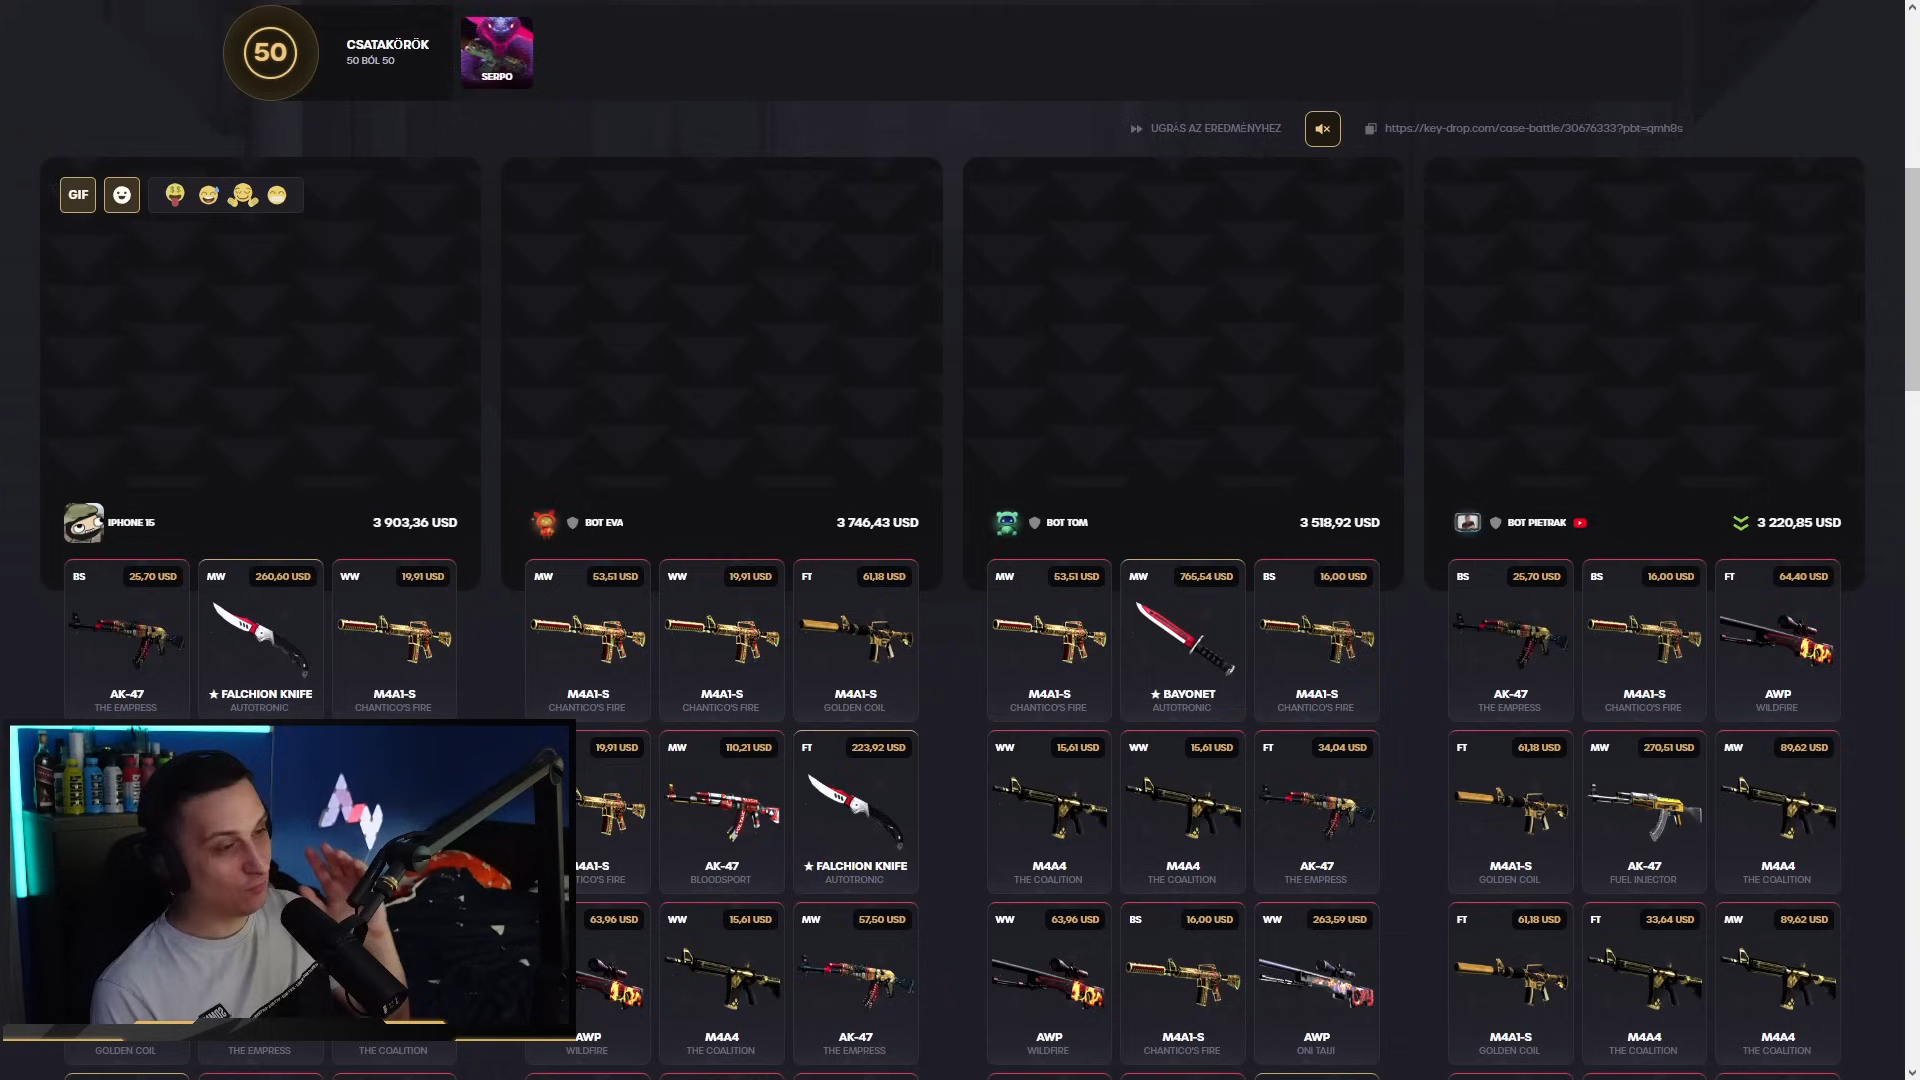 50
CSATAKÖRÖK
50 BÓL 50
SERPO
UGRÁS AZ EREDMÉNYHEZ
https://key-drop.com/case-battle/30676333?pbt=qmh8s
GIF
IPHONE 15
3 903,36 USD
BOT EVA
3 746,43 USD
BOT TOM
3 518,92 USD
BOT PIETRAK
3 220,85 USD
BS 25,70 USD
MW 260,60 USD
WW 19,91 USD
MW 53,51 USD
WW 19,91 USD
FT 61,18 USD
MW 53,51 USD
MW 765,54 USD
BS 16,00 USD
BS 25,70 USD
BS 16,00 USD
FT 64,40 USD
AK-47
★ FALCHION KNIFE
M4A1-S
M4A1-S
M4A1-S
M4A1-S
M4A1-S
★ BAYONET
M4A1-S
AK-47
M4A1-S
AWP
THE EMPRESS
AUTOTRONIC
CHANTICO'S FIRE
CHANTICO'S FIRE
CHANTICO'S FIRE
GOLDEN COIL
CHANTICO'S FIRE
AUTOTRONIC
CHANTICO'S FIRE
THE EMPRESS
CHANTICO'S FIRE
WILDFIRE
19,91 USD
MW 110,21 USD
FT 223,92 USD
WW 15,61 USD
WW 15,61 USD
FT 34,04 USD
FT 61,18 USD
MW 270,51 USD
MW 89,62 USD
4A1-S
AK-47
★ FALCHION KNIFE
M4A4
M4A4
AK-47
M4A1-S
AK-47
M4A4
TICO'S FIRE
BLOODSPORT
AUTOTRONIC
THE COALITION
THE COALITION
THE EMPRESS
GOLDEN COIL
FUEL INJECTOR
THE COALITION
63,96 USD
WW 15,61 USD
MW 57,50 USD
WW 63,96 USD
BS 16,00 USD
WW 263,59 USD
FT 61,18 USD
FT 33,64 USD
MW 89,62 USD
AWP
M4A4
AK-47
AWP
M4A1-S
AWP
M4A1-S
M4A4
M4A4
GOLDEN COIL
THE EMPRESS
THE COALITION
WILDFIRE
THE COALITION
THE EMPRESS
WILDFIRE
CHANTICO'S FIRE
ONI TAIJI
GOLDEN COIL
THE COALITION
THE COALITION